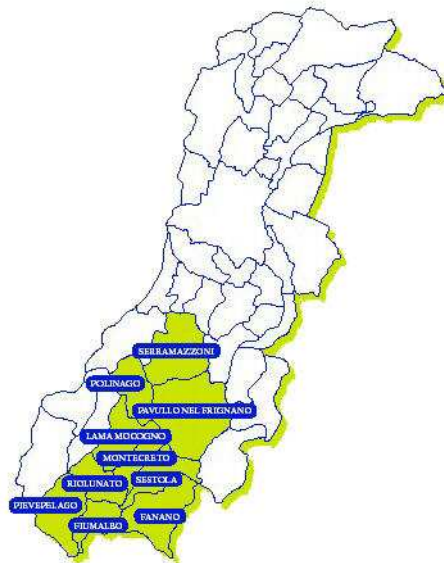 SERRAMAZZONI
POLINAGO
PAVULLO NEL FRIGNANO
LAMA MOCOGNO
MONTECRETO
RIOLUNATO
SESTOLA
PIEVEPELAGO
FIUMALBO
FANANO